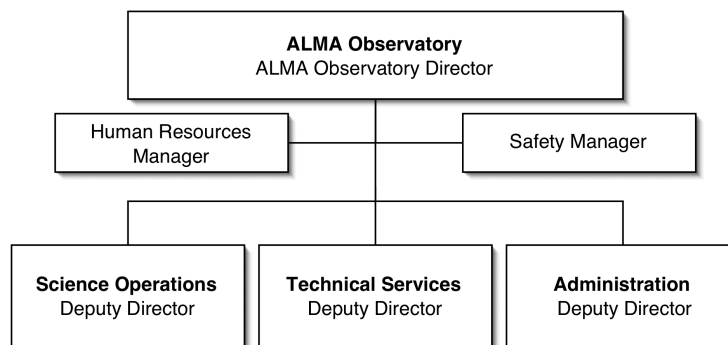 ALMA Observatory
ALMA Observatory Director
Human Resources
Manager
Safety Manager
Science Operations
Deputy Director
Technical Services
Deputy Director
Administration
Deputy Director